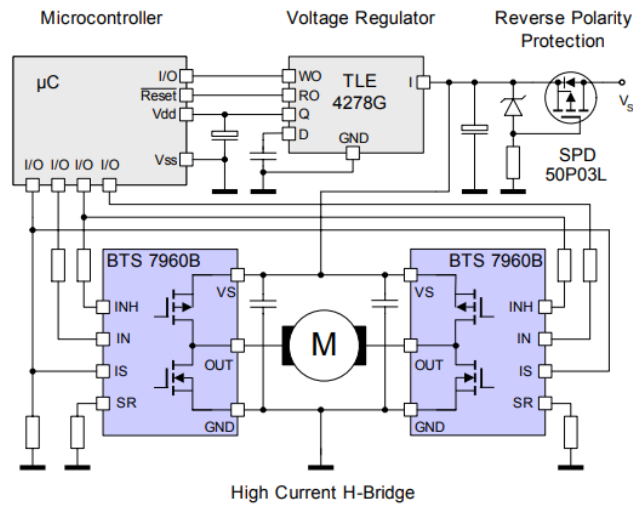 Microcontroller
Voltage Regulator
Reverse Polarity
Protection
µC
I/O
Reset
Vdd
Vss
I/O I/O I/O I/O
WO
RO
Q
D
TLE
4278G
I
GND
V_S
SPD
50P03L
BTS 7960B
VS
INH
IN
IS
SR
OUT
GND
M
BTS 7960B
VS
INH
IN
IS
SR
OUT
GND
High Current H-Bridge